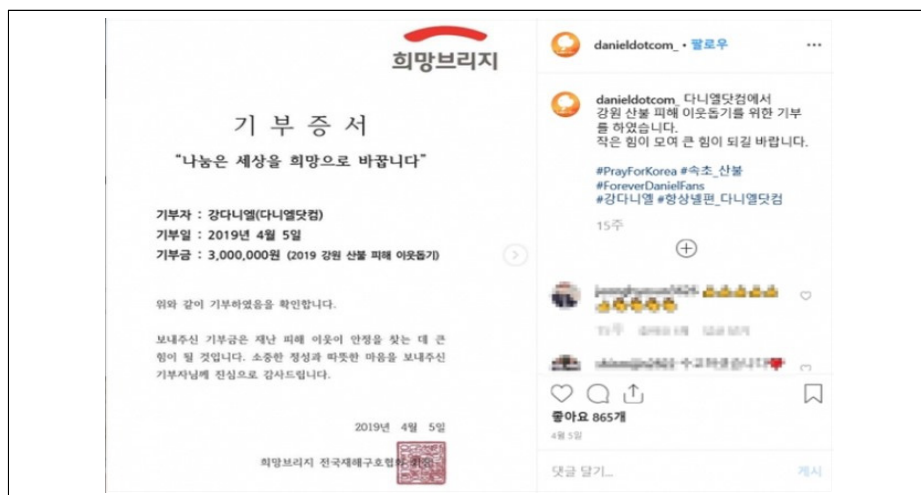 희망브리지
기 부 증 서
"나눔은 세상을 희망으로 바꿉니다"
기부자 : 강다니엘(다니엘닷컴)
기부일 : 2019년 4월 5일
기부금 : 3,000,000원 (2019 강원 산불 피해 이웃돕기)
위와 같이 기부하였음을 확인합니다.
보내주신 기부금은 재난 피해 이웃이 안정을 찾는 데 큰
힘이 될 것입니다. 소중한 정성과 따뜻한 마음을 보내주신
기부자님께 진심으로 감사드립니다.
2019년 4월 5일
희망브리지 전국재해구호협회
danieldotcom_ • 팔로우
danieldotcom_ 다니엘닷컴에서
강원 산불 피해 이웃돕기를 위한 기부
를 하였습니다.
작은 힘이 모여 큰 힘이 되길 바랍니다.
#PrayForKorea #속초_산불
#ForeverDanielFans
#강다니엘 #항상녤편_다니엘닷컴
15주
좋아요 865개
4월 5일
댓글 달기...
게시